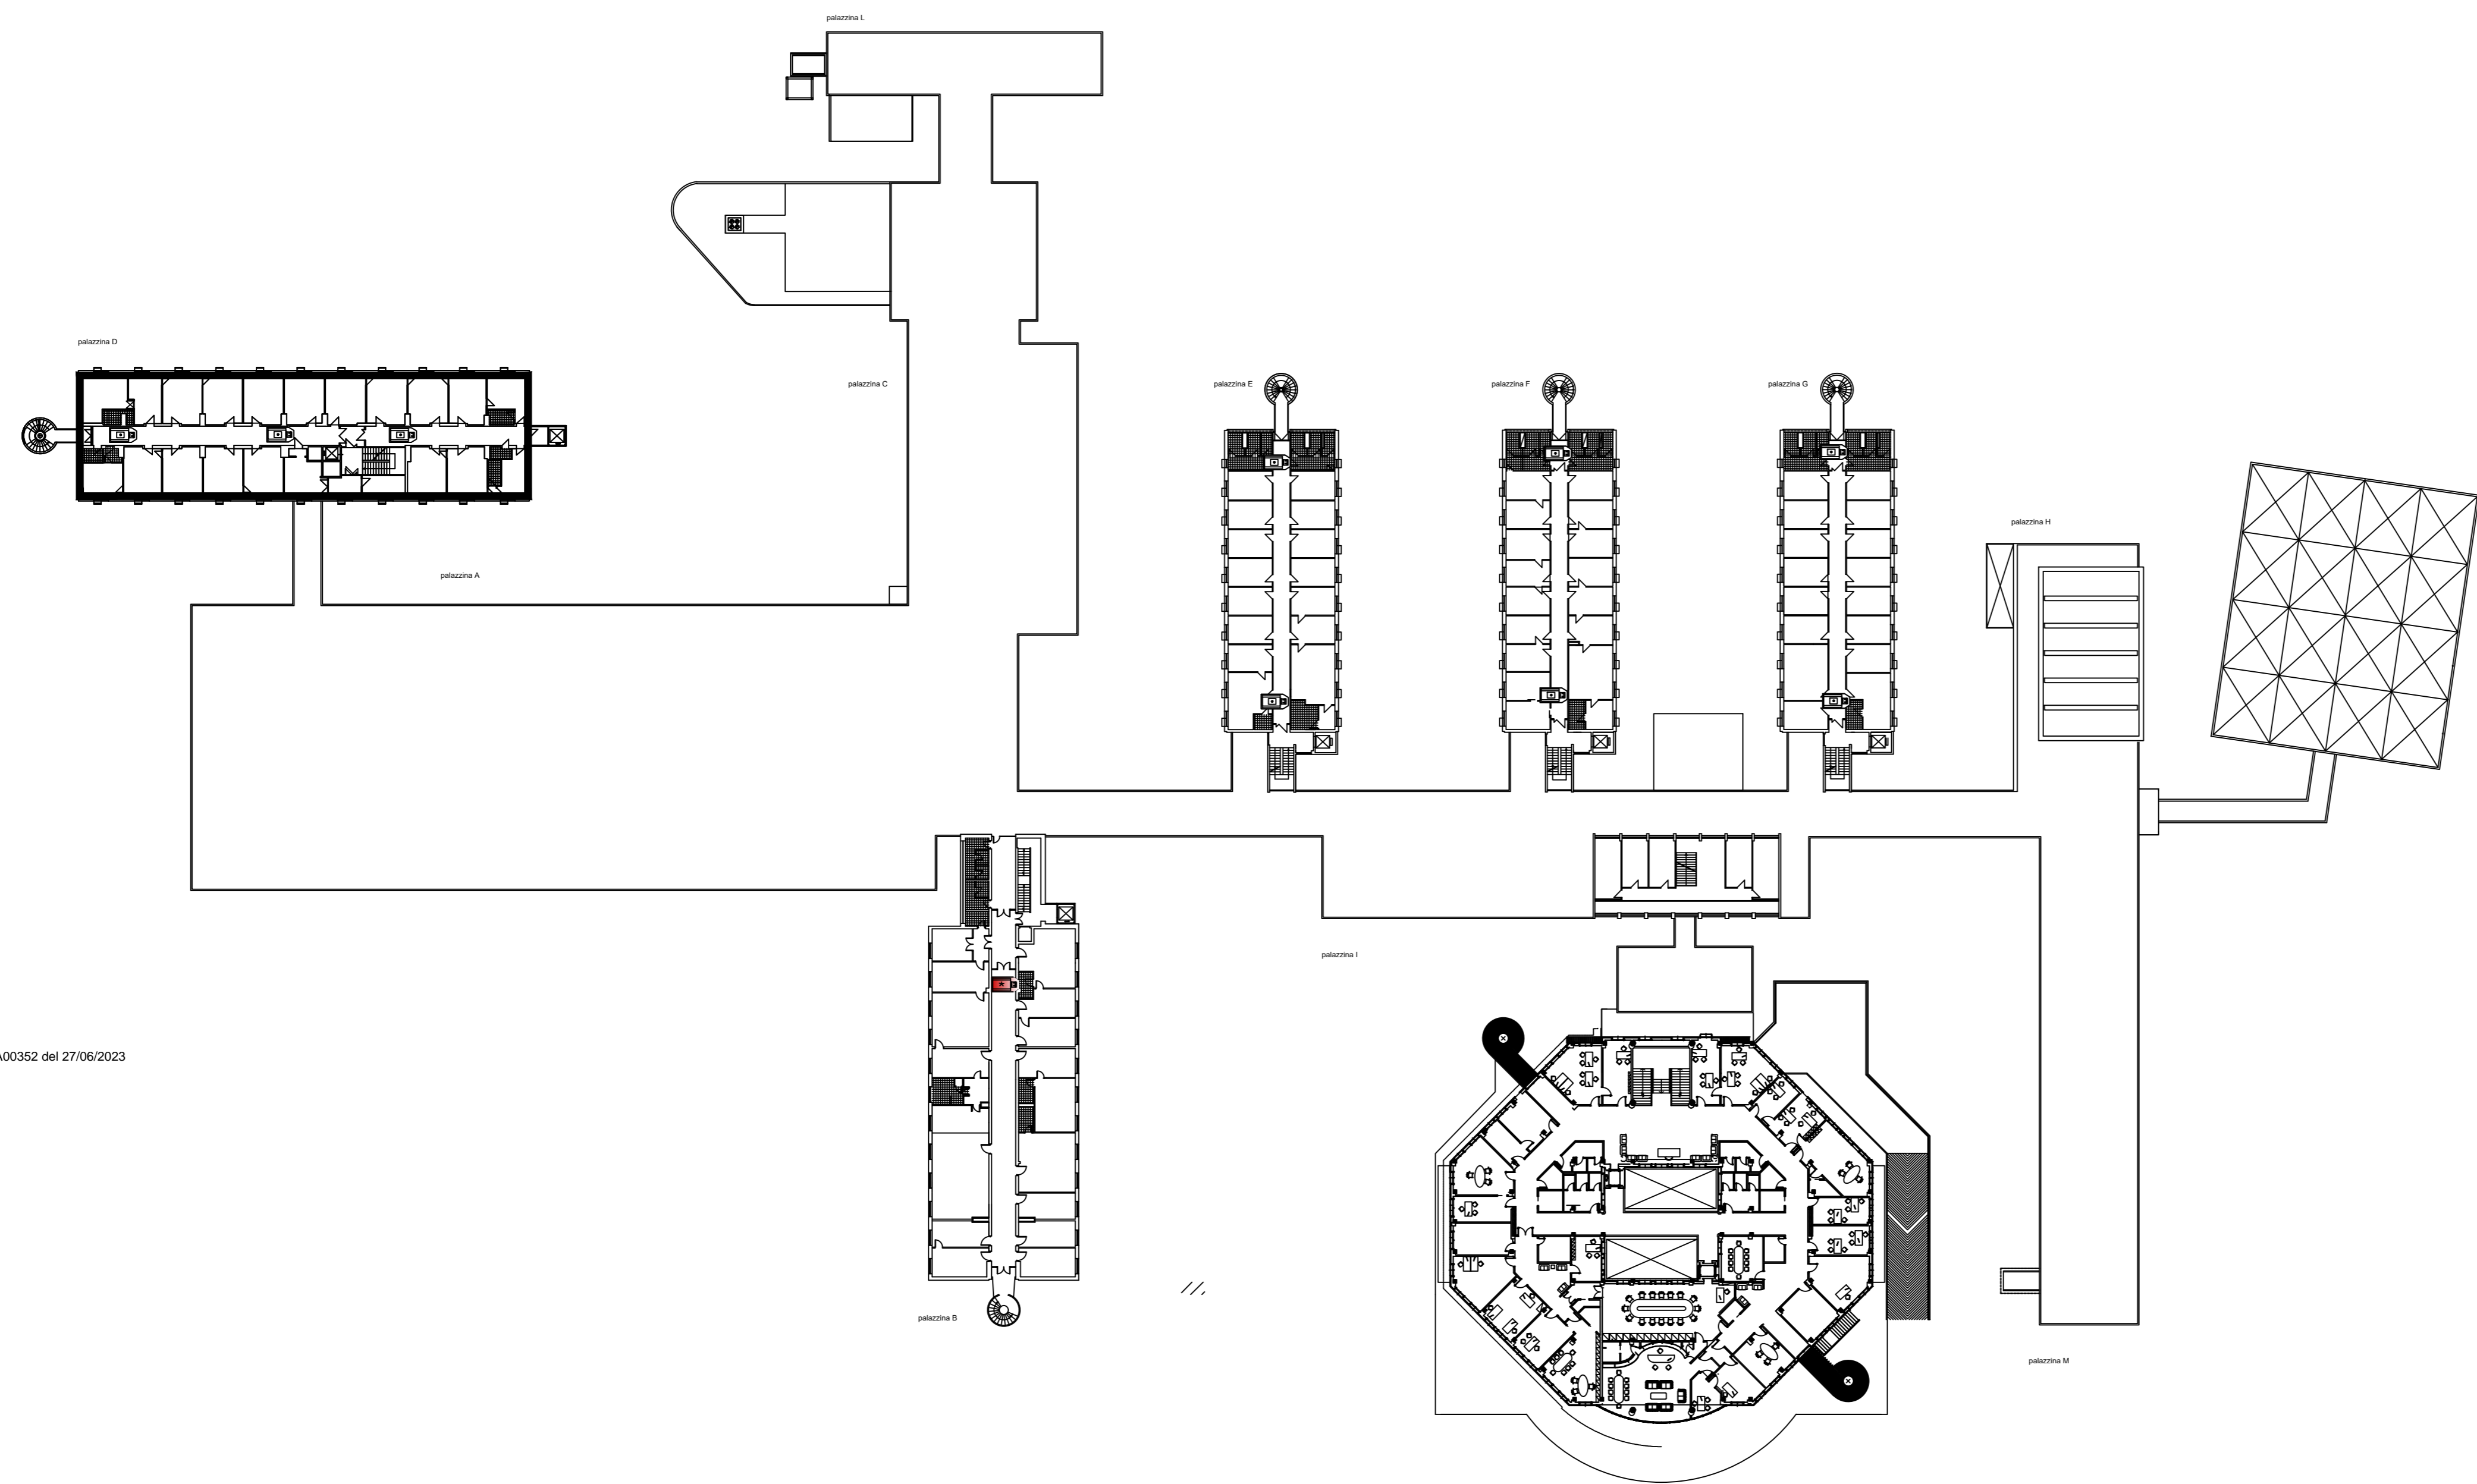 palazzina L
palazzina D
palazzina C
palazzina E
palazzina F
palazzina G
palazzina H
palazzina A
palazzina I
A00352 del 27/06/2023
palazzina B
palazzina M